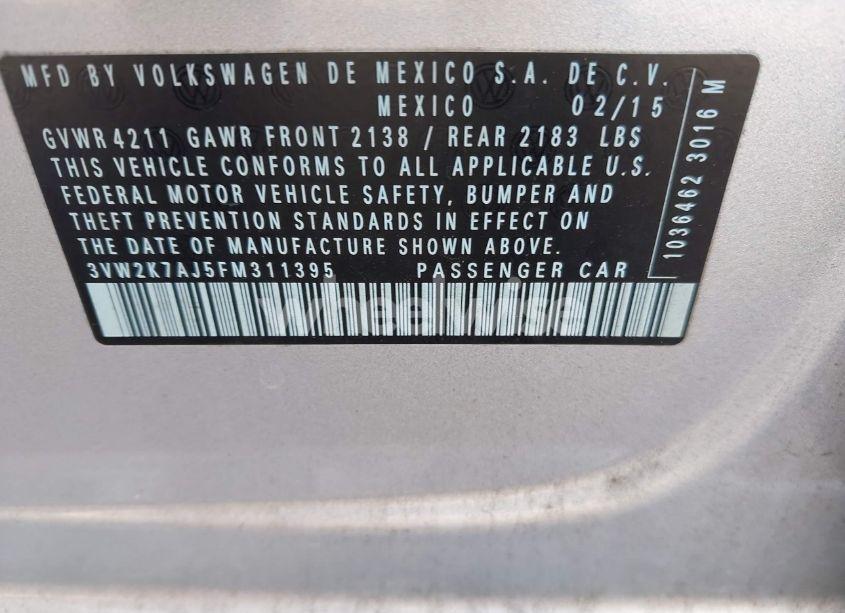 MFD BY VOLKSWAGEN DE MEXICO S.A. DE C.V.
MEXICO 02/15
GVWR 4211 GAWR FRONT 2138 / REAR 2183 LBS
THIS VEHICLE CONFORMS TO ALL APPLICABLE U.S.
FEDERAL MOTOR VEHICLE SAFETY, BUMPER AND
THEFT PREVENTION STANDARDS IN EFFECT ON
THE DATE OF MANUFACTURE SHOWN ABOVE.
3VW2K7AJ5FM311395 PASSENGER CAR
1036462 3016 M
wheelwise